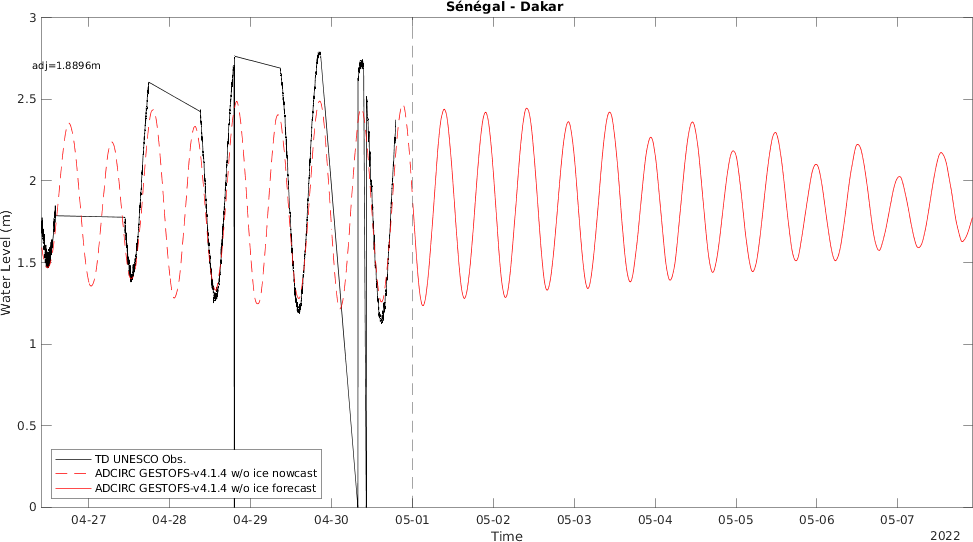 Sénégal - Dakar
adj=1.8896m
Water Level (m)
3
2.5
2
1.5
1
0.5
0
TD UNESCO Obs.
ADCIRC GESTOFS-v4.1.4 w/o ice nowcast
ADCIRC GESTOFS-v4.1.4 w/o ice forecast
04-27 04-28 04-29 04-30 05-01 05-02 05-03 05-04 05-05 05-06 05-07
Time
2022